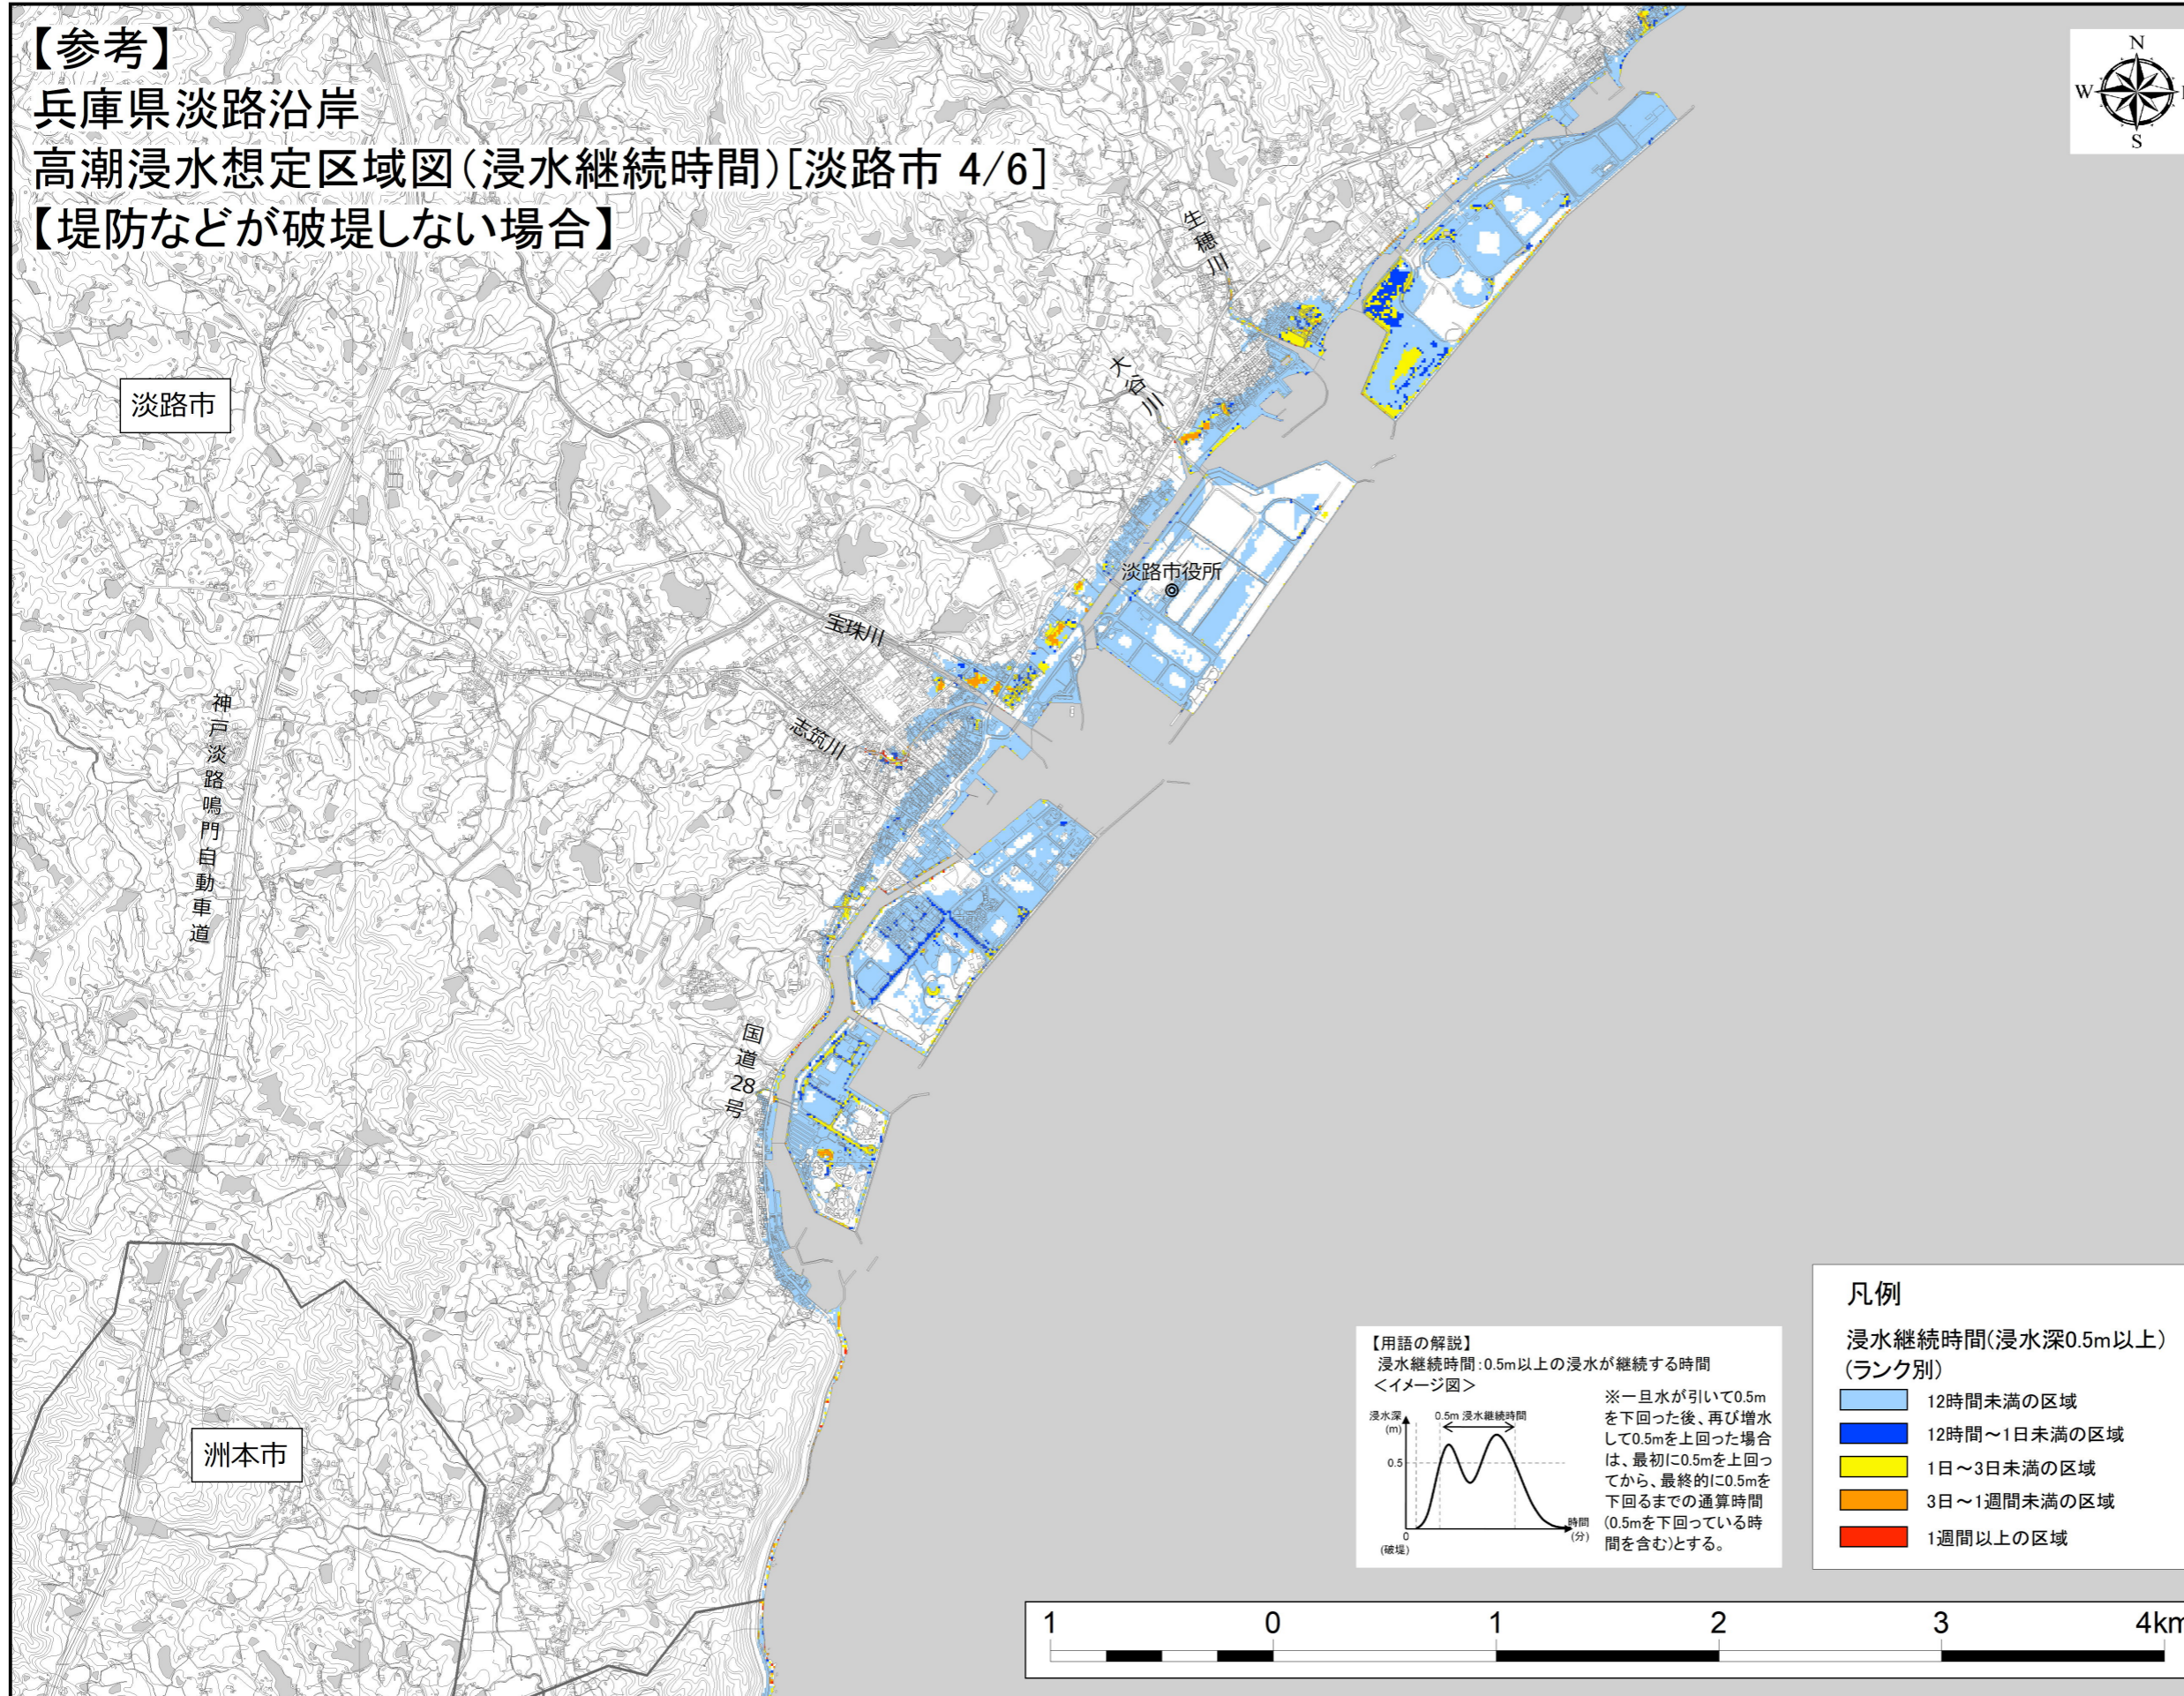 【参考】
兵庫県淡路沿岸
高潮浸水想定区域図(浸水継続時間)[淡路市 4/6]
【堤防などが破堤しない場合】
N
W
S
生穂川
大谷川
淡路市
淡路市役所
宝珠川
志筑川
神戸淡路鳴門自動車道
国道28号
洲本市
【用語の解説】
浸水継続時間:0.5m以上の浸水が継続する時間
<イメージ図>
浸水深
(m)
0.5m 浸水継続時間
0.5
0
(破堤)
時間
(分)
※一旦水が引いて0.5m
を下回った後、再び増水
して0.5mを上回った場合
は、最初に0.5mを上回っ
てから、最終的に0.5mを
下回るまでの通算時間
(0.5mを下回っている時
間を含む)とする。
凡例
浸水継続時間(浸水深0.5m以上)
(ランク別)
12時間未満の区域
12時間~1日未満の区域
1日~3日未満の区域
3日~1週間未満の区域
1週間以上の区域
1 0 1 2 3 4km